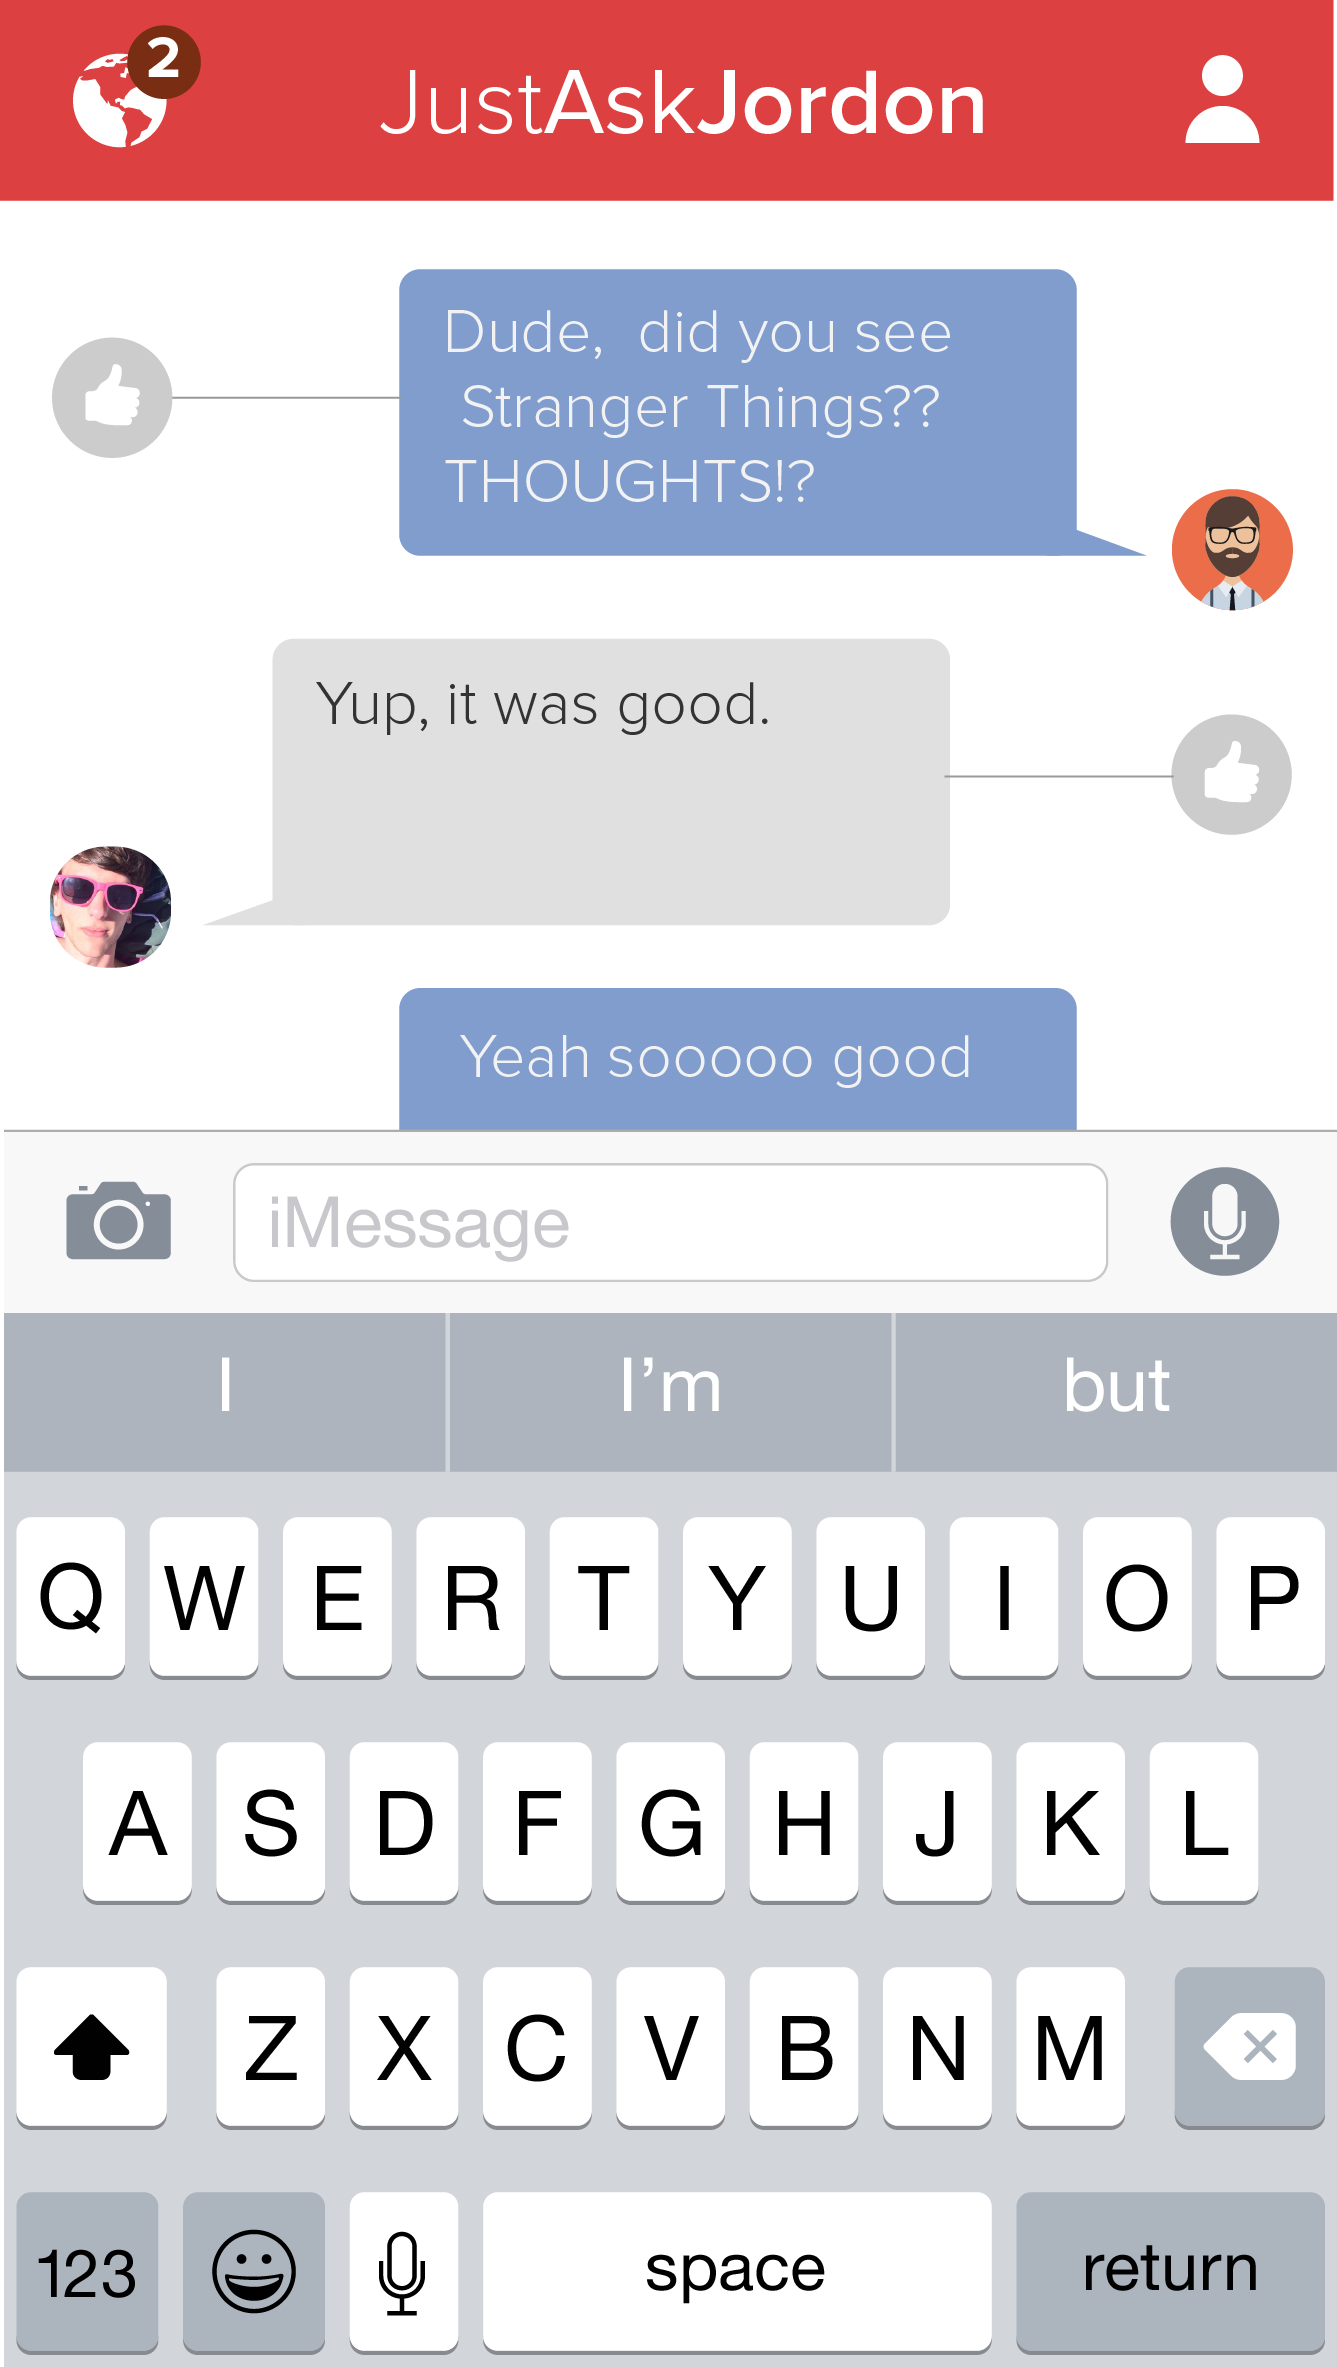 2
JustAskJordon
Dude, did you see
Stranger Things??
THOUGHTS!?
Yup, it was good.
Yeah sooooo good
iMessage
I I’m but
Q W E R T Y U I O P
A S D F G H J K L
Z X C V B N M
123 space return